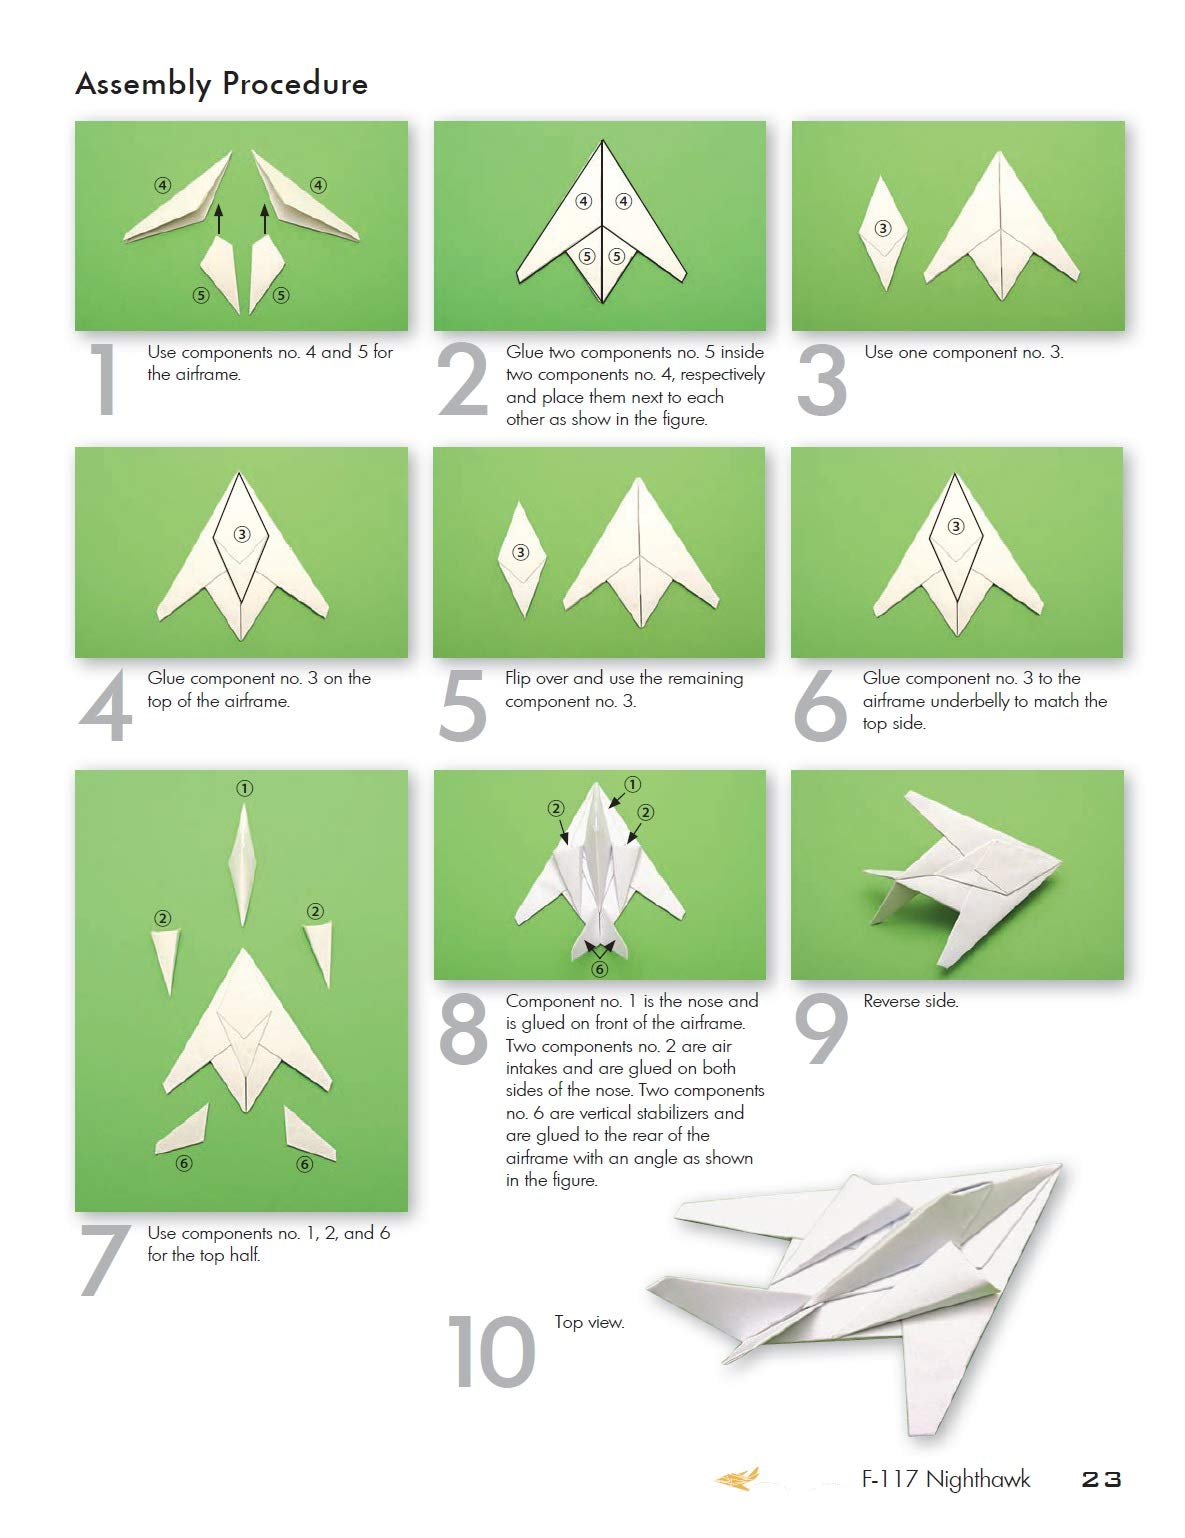 Assembly Procedure
④
④
⑤
⑤
1
Use components no. 4 and 5 for
the airframe.
④
④
⑤
⑤
2
Glue two components no. 5 inside
two components no. 4, respectively
and place them next to each
other as show in the figure.
③
3
Use one component no. 3.
③
4
Glue component no. 3 on the
top of the airframe.
③
5
Flip over and use the remaining
component no. 3.
③
6
Glue component no. 3 to the
airframe underbelly to match the
top side.
①
②
②
⑥
⑥
7
Use components no. 1, 2, and 6
for the top half.
①
②
②
⑥
8
Component no. 1 is the nose and
is glued on front of the airframe.
Two components no. 2 are air
intakes and are glued on both
sides of the nose. Two components
no. 6 are vertical stabilizers and
are glued to the rear of the
airframe with an angle as shown
in the figure.
9
Reverse side.
10
Top view.
F-117 Nighthawk 23